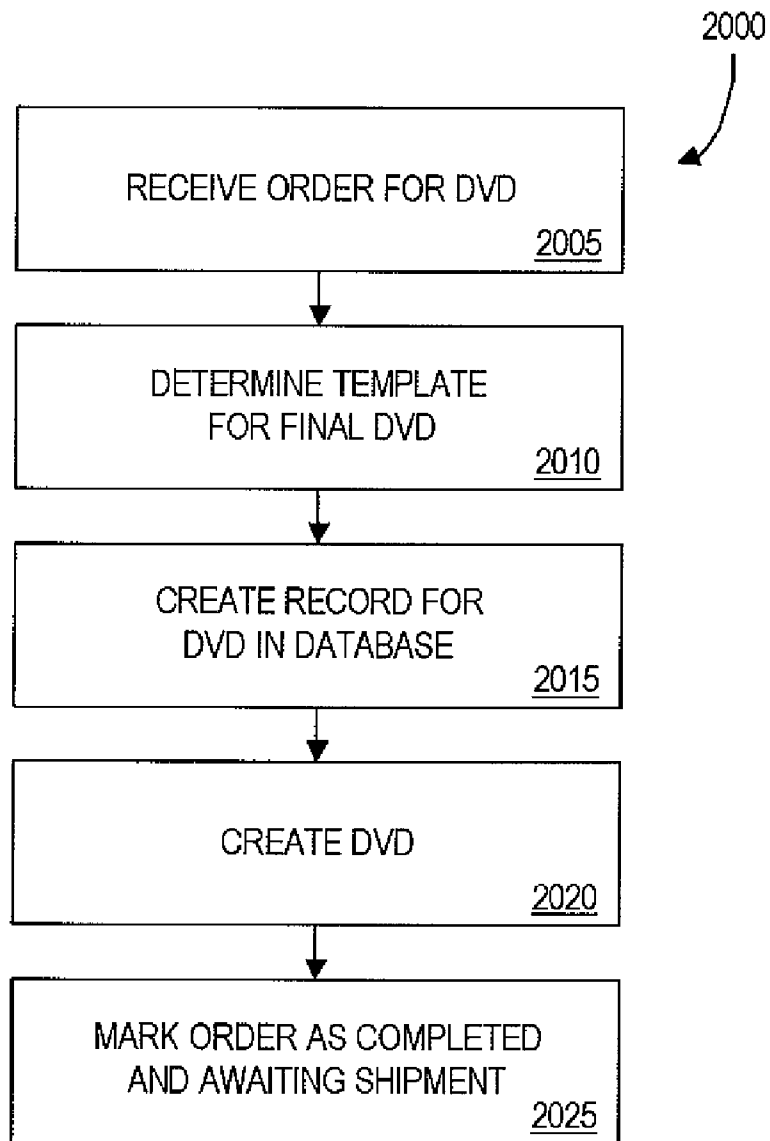 2000
RECEIVE ORDER FOR DVD
2005
DETERMINE TEMPLATE
FOR FINAL DVD
2010
CREATE RECORD FOR
DVD IN DATABASE
2015
CREATE DVD
2020
MARK ORDER AS COMPLETED
AND AWAITING SHIPMENT
2025